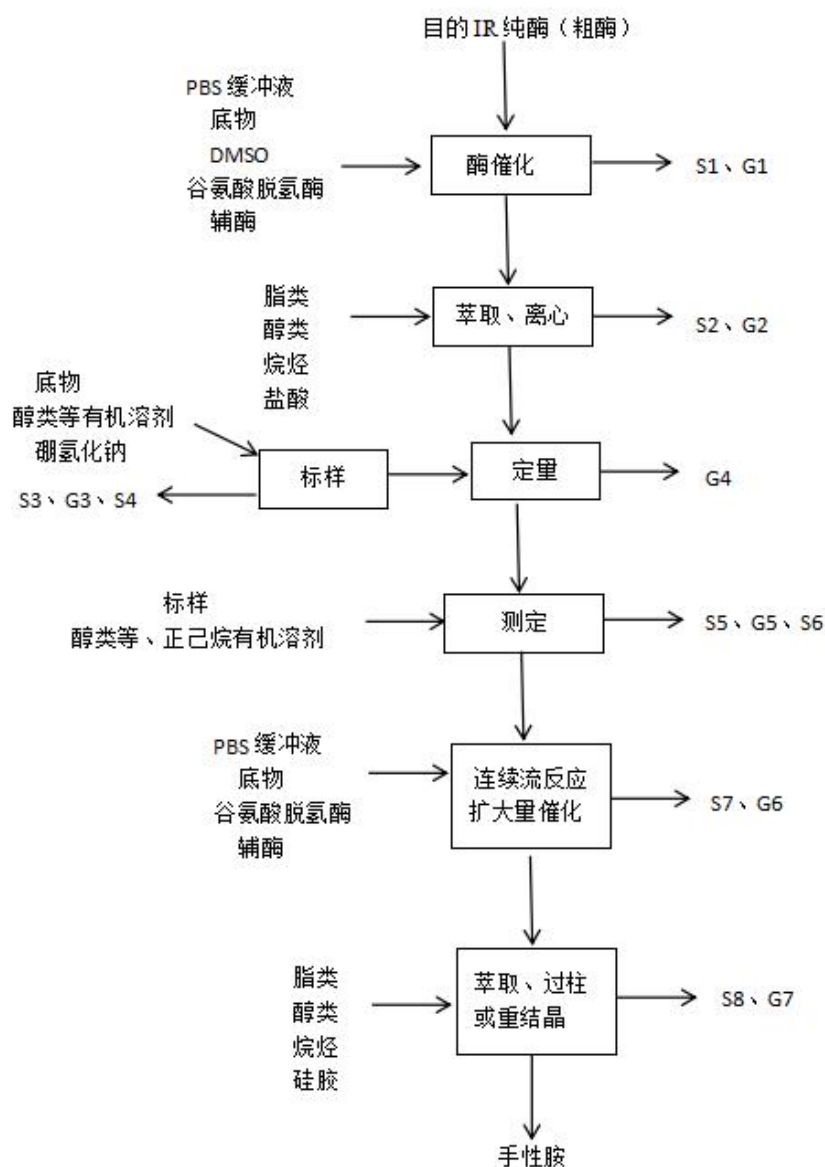 目的IR纯酶（粗酶）
PBS缓冲液
底物
DMSO
谷氨酸脱氢酶
辅酶
酶催化
S1、G1
脂类
醇类
烷烃
盐酸
萃取、离心
S2、G2
底物
醇类等有机溶剂
硼氢化钠
标样
S3、G3、S4
定量
G4
标样
醇类等、正己烷有机溶剂
测定
S5、G5、S6
PBS缓冲液
底物
谷氨酸脱氢酶
辅酶
连续流反应
扩大量催化
S7、G6
脂类
醇类
烷烃
硅胶
萃取、过柱
或重结晶
S8、G7
手性胺